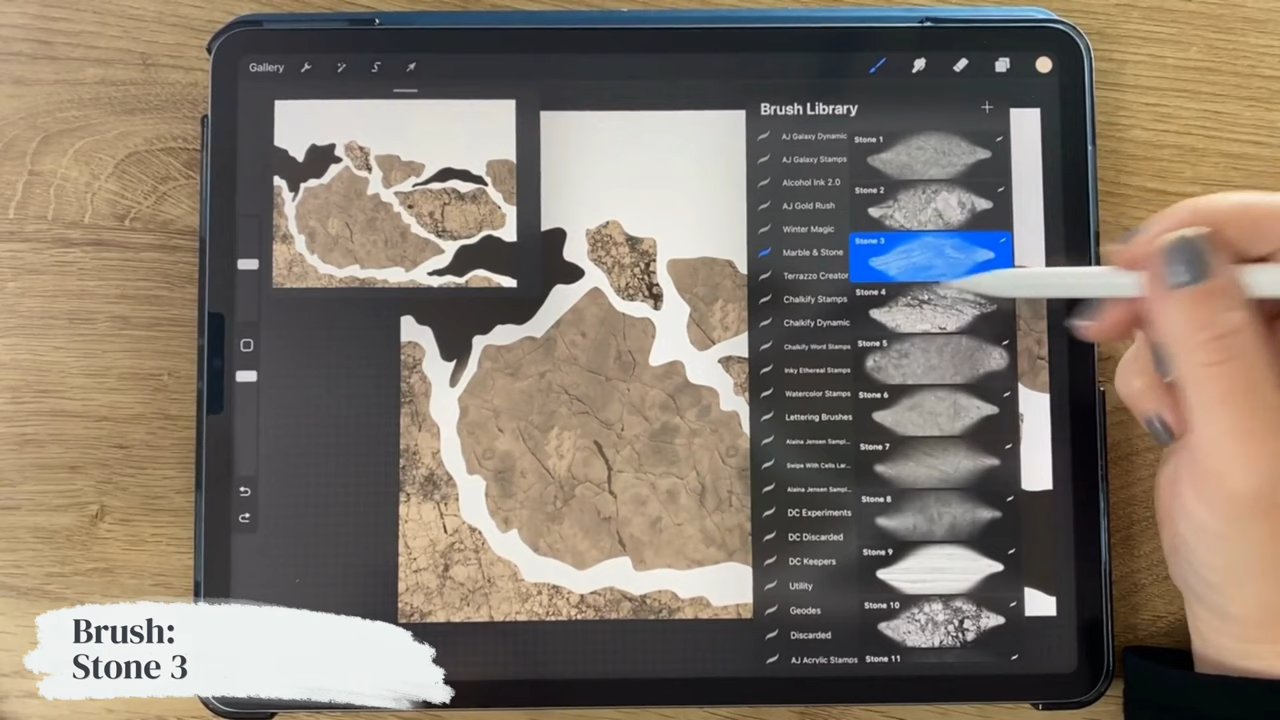 Gallery
Brush Library
AJ Galaxy Dynamic
AJ Galaxy Stamps
Alcohol Ink 2.0
AJ Gold Rush
Winter Magic
Marble & Stone
Terrazzo Creator
Chalkify Stamps
Chalkify Dynamic
Chalkify Word Stamps
Inky Ethereal Stamps
Watercolor Stamps
Lettering Brushes
Alaina Jensen Sampl...
Swipe With Cells Lar...
Alaina Jensen Sampl...
DC Experiments
DC Discarded
DC Keepers
Utility
Geodes
Discarded
AJ Acrylic Stamps
Stone 1
Stone 2
Stone 3
Stone 4
Stone 5
Stone 6
Stone 7
Stone 8
Stone 9
Stone 10
Stone 11
Brush:
Stone 3